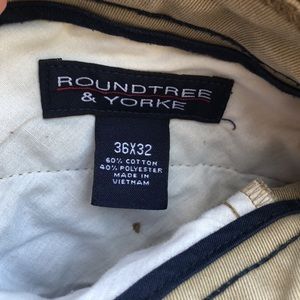 ROUNDTREE
& YORKE
36X32
60% COTTON
40% POLYESTER
MADE IN
VIETNAM